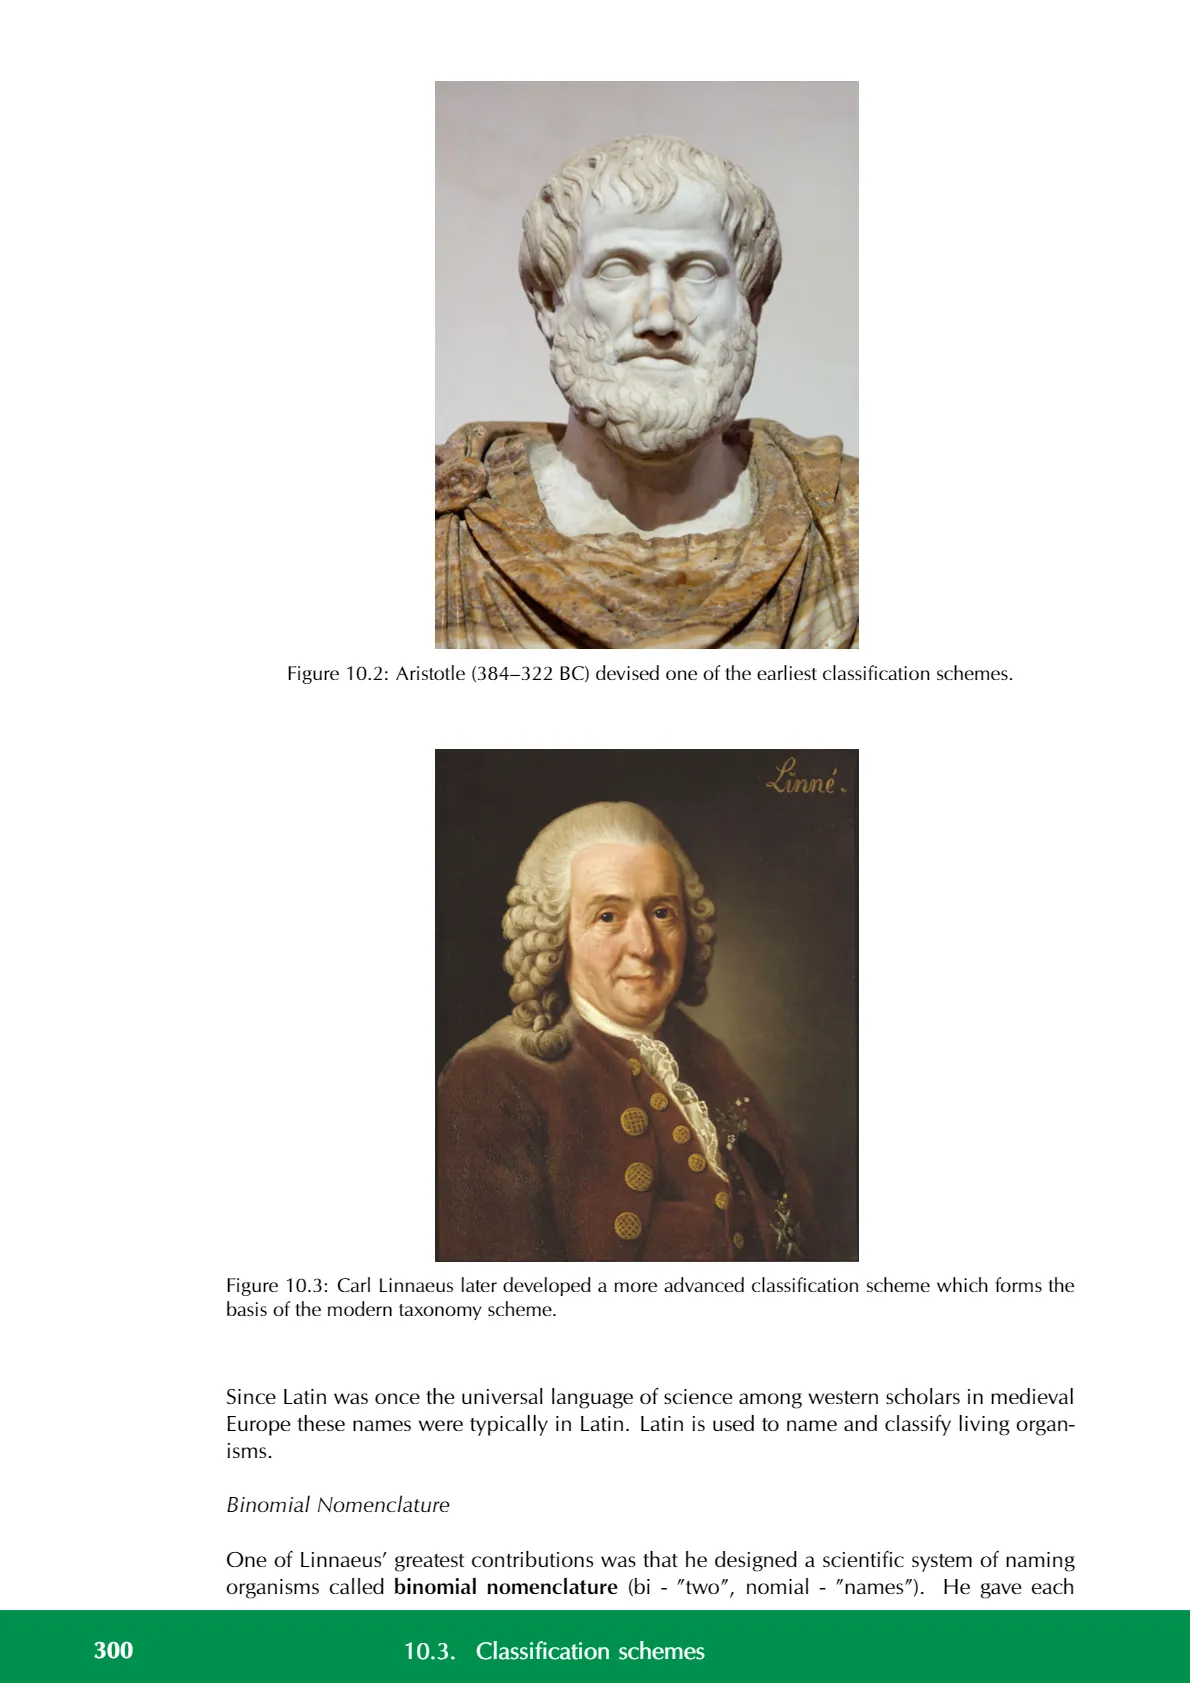 Figure 10.2: Aristotle (384–322 BC) devised one of the earliest classification schemes.
Linné.
Figure 10.3: Carl Linnaeus later developed a more advanced classification scheme which forms the
basis of the modern taxonomy scheme.
Since Latin was once the universal language of science among western scholars in medieval
Europe these names were typically in Latin. Latin is used to name and classify living organ-
isms.
Binomial Nomenclature
One of Linnaeus’ greatest contributions was that he designed a scientific system of naming
organisms called binomial nomenclature (bi - ”two”, nomial - ”names”). He gave each
300 10.3. Classification schemes